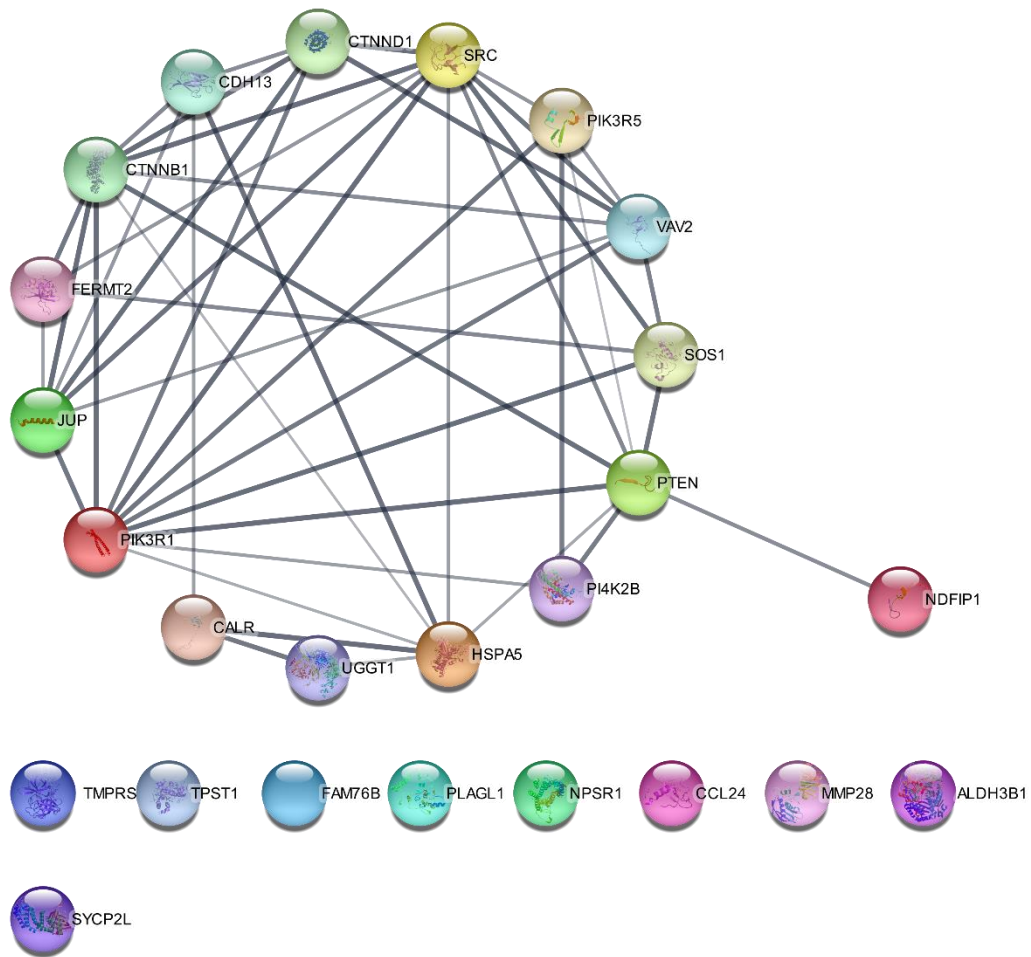 CTNND1
SRC
CDH13
PIK3R5
CTNNB1
VAV2
FERMT2
SOS1
JUP
PTEN
PIK3R1
PI4K2B
NDFIP1
CALR
HSPA5
UGGT1
TMPRS
TPST1
FAM76B
PLAGL1
NPSR1
CCL24
MMP28
ALDH3B1
SYCP2L